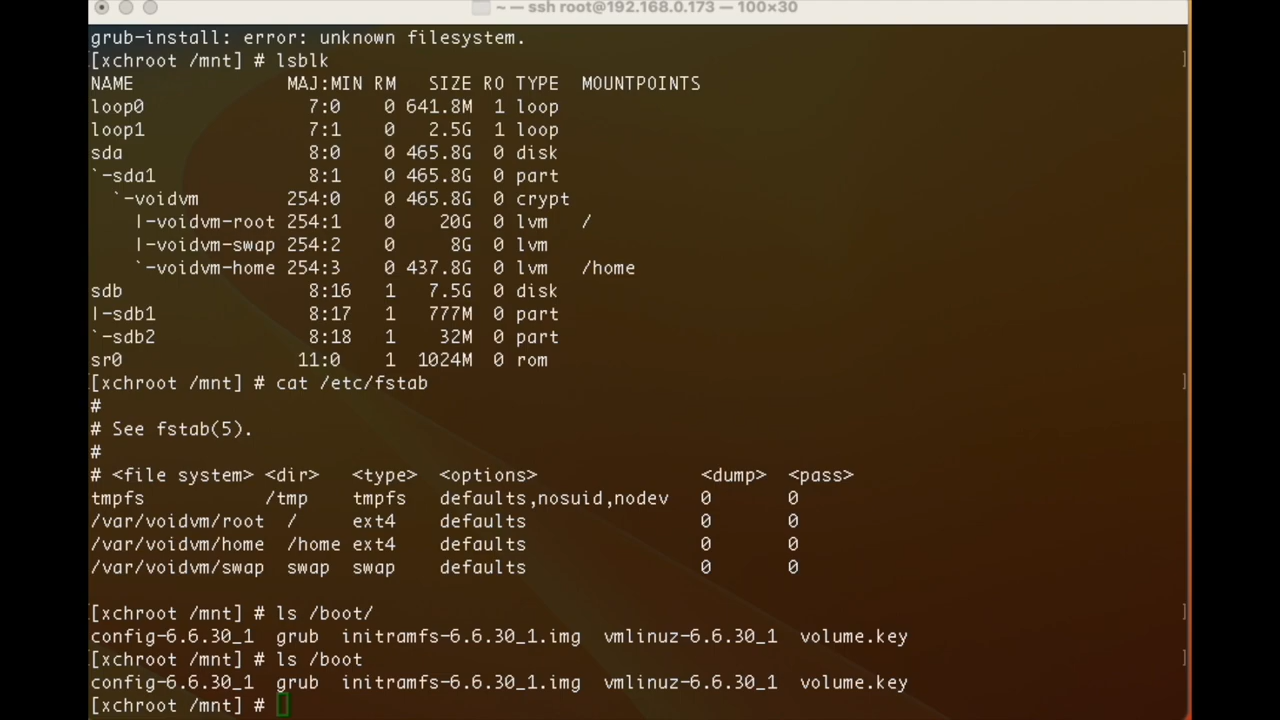 ~ — ssh root@192.168.0.173 — 100×30
grub-install: error: unknown filesystem.
[xchroot /mnt] # lsblk
NAME MAJ:MIN RM SIZE RO TYPE MOUNTPOINTS
loop0 7:0 0 641.8M 1 loop
loop1 7:1 0 2.5G 1 loop
sda 8:0 0 465.8G 0 disk
`-sda1 8:1 0 465.8G 0 part
`-voidvm 254:0 0 465.8G 0 crypt
|-voidvm-root 254:1 0 20G 0 lvm /
|-voidvm-swap 254:2 0 8G 0 lvm
`-voidvm-home 254:3 0 437.8G 0 lvm /home
sdb 8:16 1 7.5G 0 disk
|-sdb1 8:17 1 777M 0 part
`-sdb2 8:18 1 32M 0 part
sr0 11:0 1 1024M 0 rom
[xchroot /mnt] # cat /etc/fstab
#
# See fstab(5).
#
# <file system> <dir> <type> <options> <dump> <pass>
tmpfs /tmp tmpfs defaults,nosuid,nodev 0 0
/var/voidvm/root / ext4 defaults 0 0
/var/voidvm/home /home ext4 defaults 0 0
/var/voidvm/swap swap swap defaults 0 0
[xchroot /mnt] # ls /boot/
config-6.6.30_1 grub initramfs-6.6.30_1.img vmlinuz-6.6.30_1 volume.key
[xchroot /mnt] # ls /boot
config-6.6.30_1 grub initramfs-6.6.30_1.img vmlinuz-6.6.30_1 volume.key
[xchroot /mnt] #